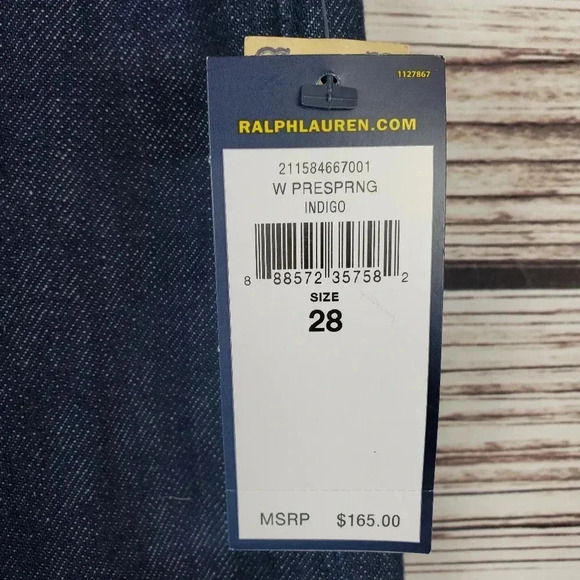 1127867
RALPHLAUREN.COM
211584667001
W PRESPRNG
INDIGO
8 88572 35758 2
SIZE
28
MSRP $165.00